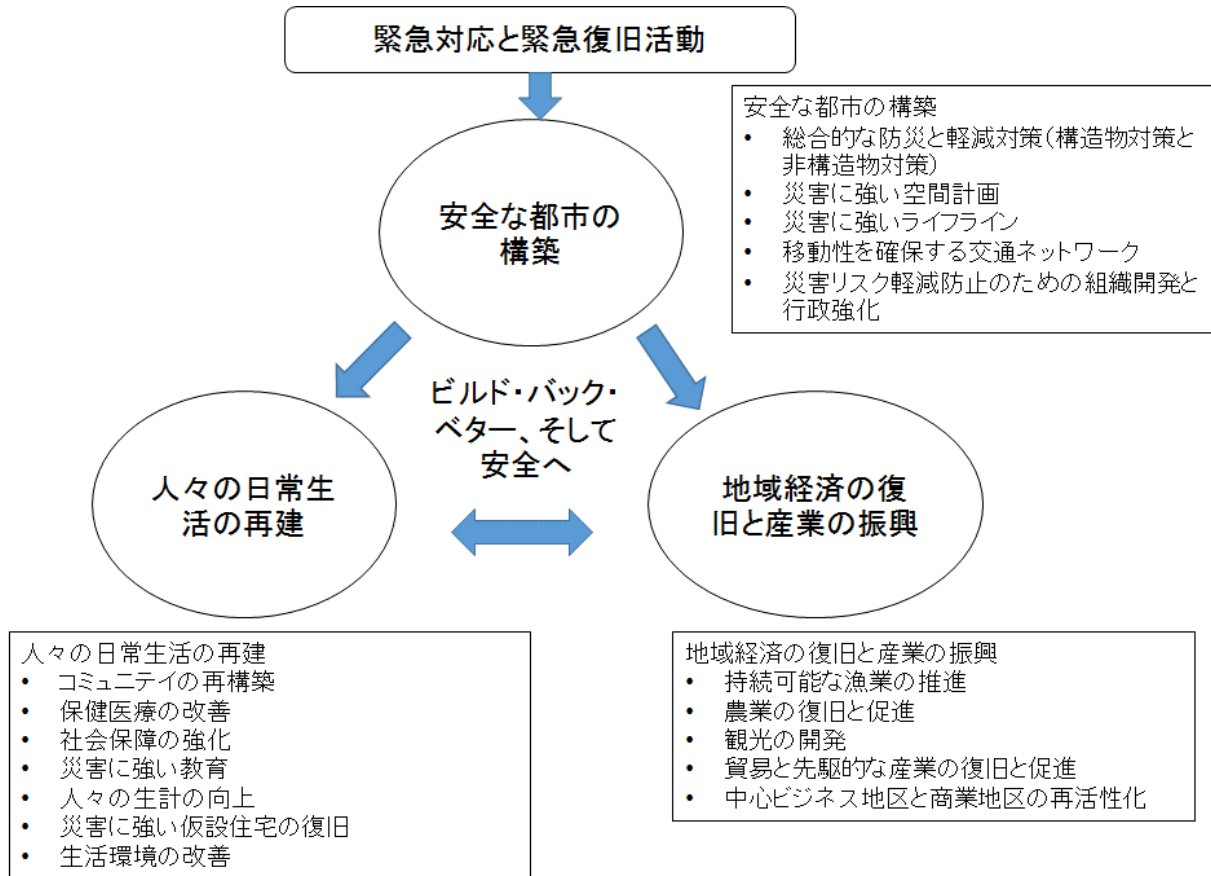 緊急対応と緊急復旧活動
安全な都市の
構築
安全な都市の構築
• 総合的な防災と軽減対策(構造物対策と
非構造物対策)
• 災害に強い空間計画
• 災害に強いライフライン
• 移動性を確保する交通ネットワーク
• 災害リスク軽減防止のための組織開発と
行政強化
ビルド・バック・
ベター、そして
安全へ
人々の日常生
活の再建
地域経済の復
旧と産業の振興
人々の日常生活の再建
• コミュニテイの再構築
• 保健医療の改善
• 社会保障の強化
• 災害に強い教育
• 人々の生計の向上
• 災害に強い仮設住宅の復旧
• 生活環境の改善
地域経済の復旧と産業の振興
• 持続可能な漁業の推進
• 農業の復旧と促進
• 観光の開発
• 貿易と先駆的な産業の復旧と促進
• 中心ビジネス地区と商業地区の再活性化